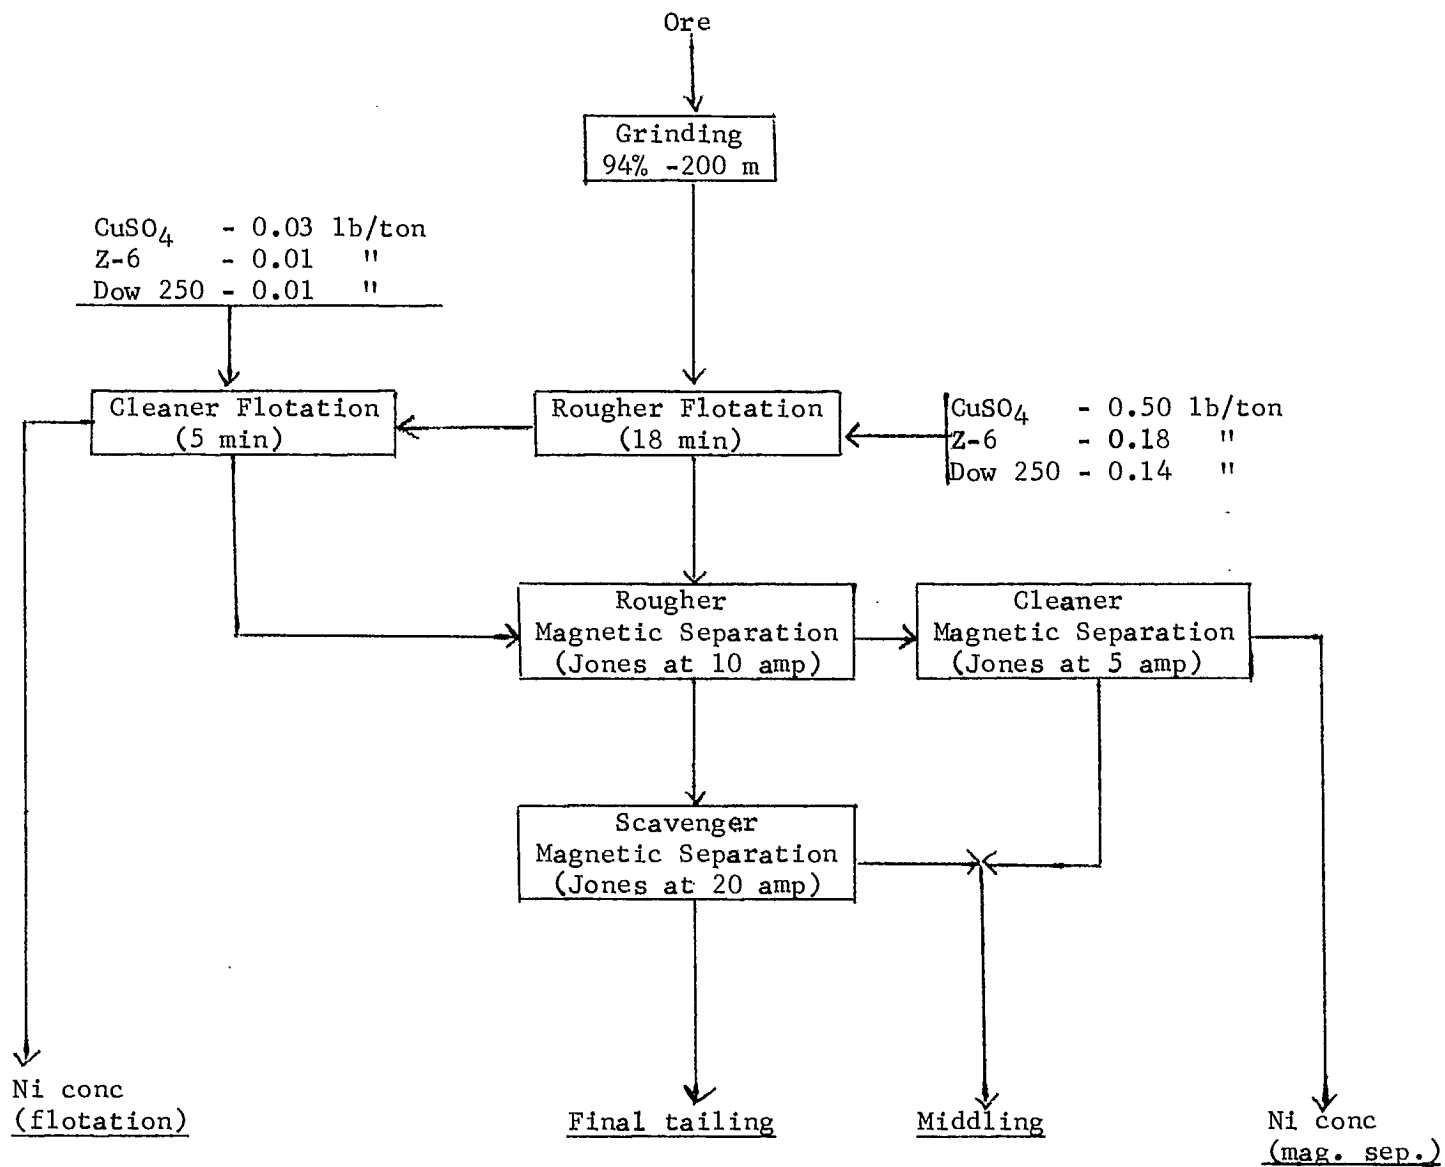 Ore
Grinding
94% -200 m
CuSO4 - 0.03 lb/ton
Z-6 - 0.01 "
Dow 250 - 0.01 "
Cleaner Flotation
(5 min)
Rougher Flotation
(18 min)
CuSO4 - 0.50 lb/ton
Z-6 - 0.18 "
Dow 250 - 0.14 "
Rougher
Magnetic Separation
(Jones at 10 amp)
Cleaner
Magnetic Separation
(Jones at 5 amp)
Scavenger
Magnetic Separation
(Jones at 20 amp)
Ni conc
(flotation)
Final tailing
Middling
Ni conc
(mag. sep.)